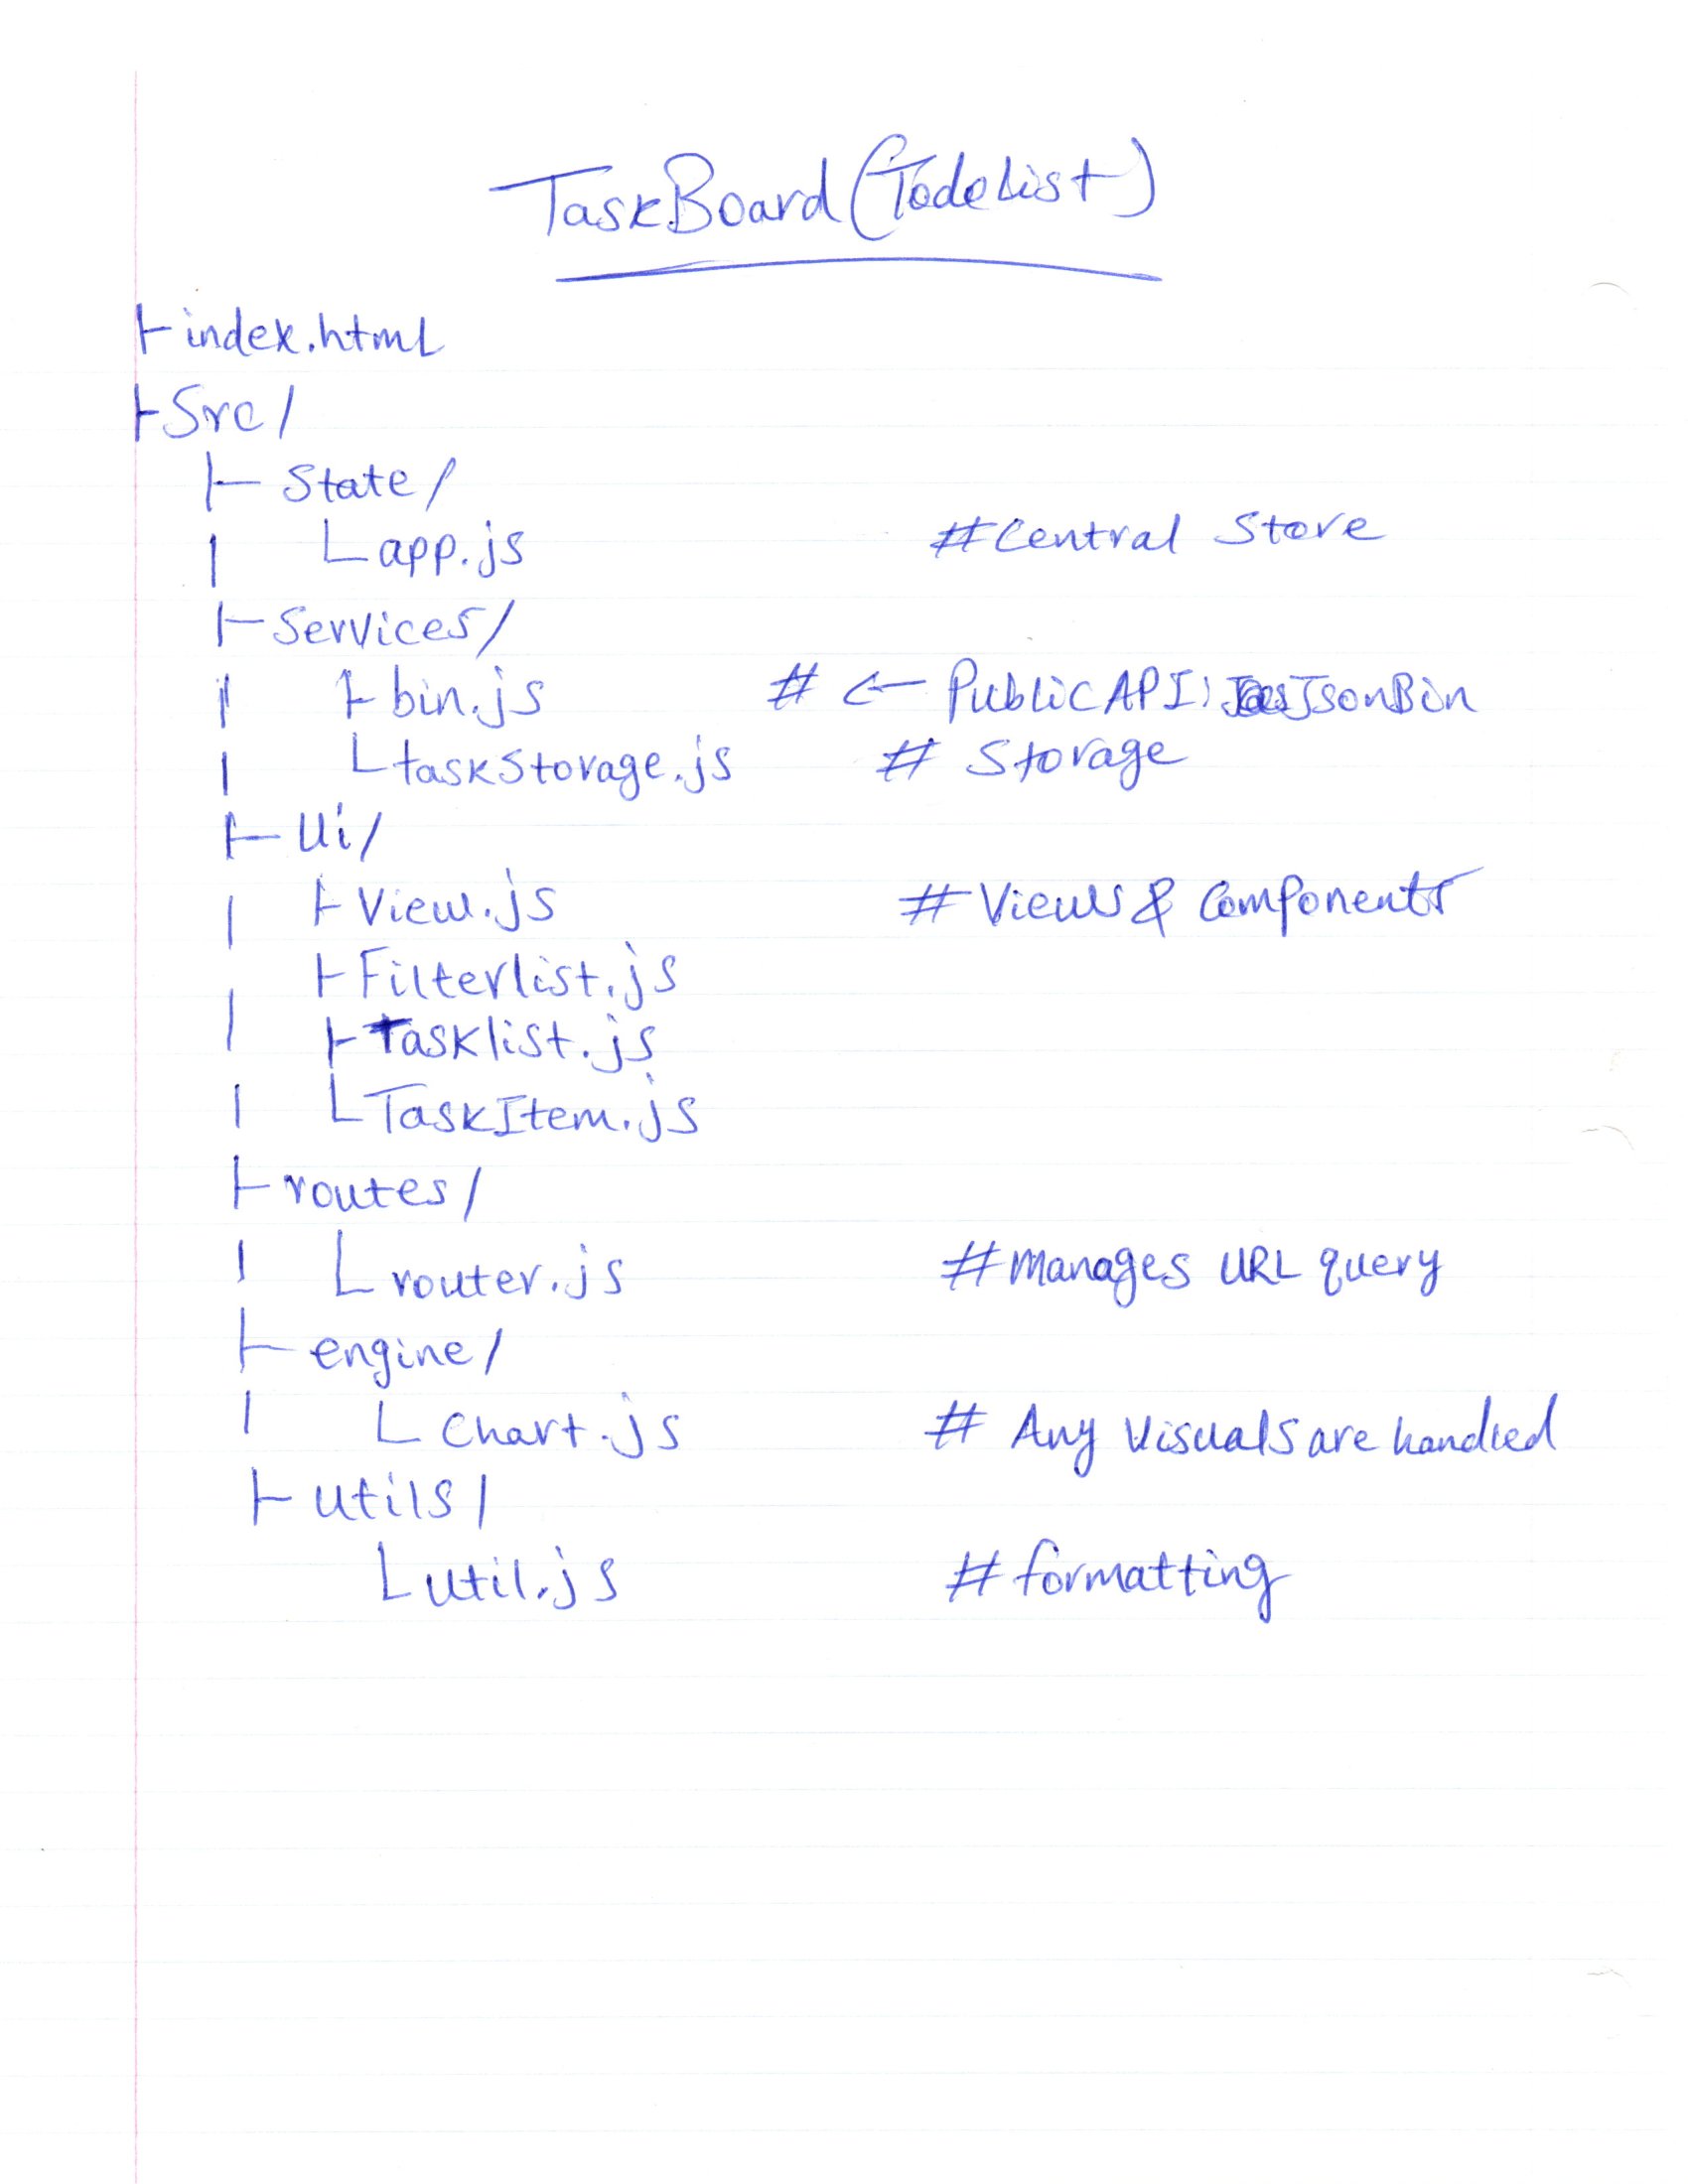 TaskBoard (TodoList)
├ index.html
├ Src/
├─ State/
| └ app.js #Central Store
├─ Services/
| ├ bin.js # ← Public API: JsonBin
| └ taskStorage.js # Storage
├─ Ui/
| ├ View.js # Views & Components
├ Filterlist.js
| ├ Tasklist.js
| └ TaskItem.js
├ routes/
| └ router.js #Manages URL query
├ engine/
| └ Chart.js # Any Visuals are handled
├ utils/
└ util.js #formatting